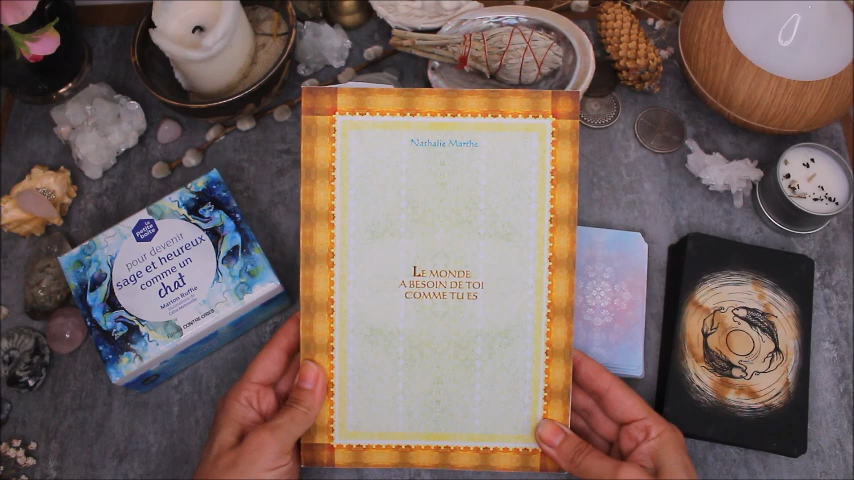 Nathalie Marthe
LE MONDE
A BESOIN DE TOI
COMME TU ES
la
petite
boîte
pour devenir
sage et heureux
comme un
chat
Marion Ruffié
CONTRE-DIRES